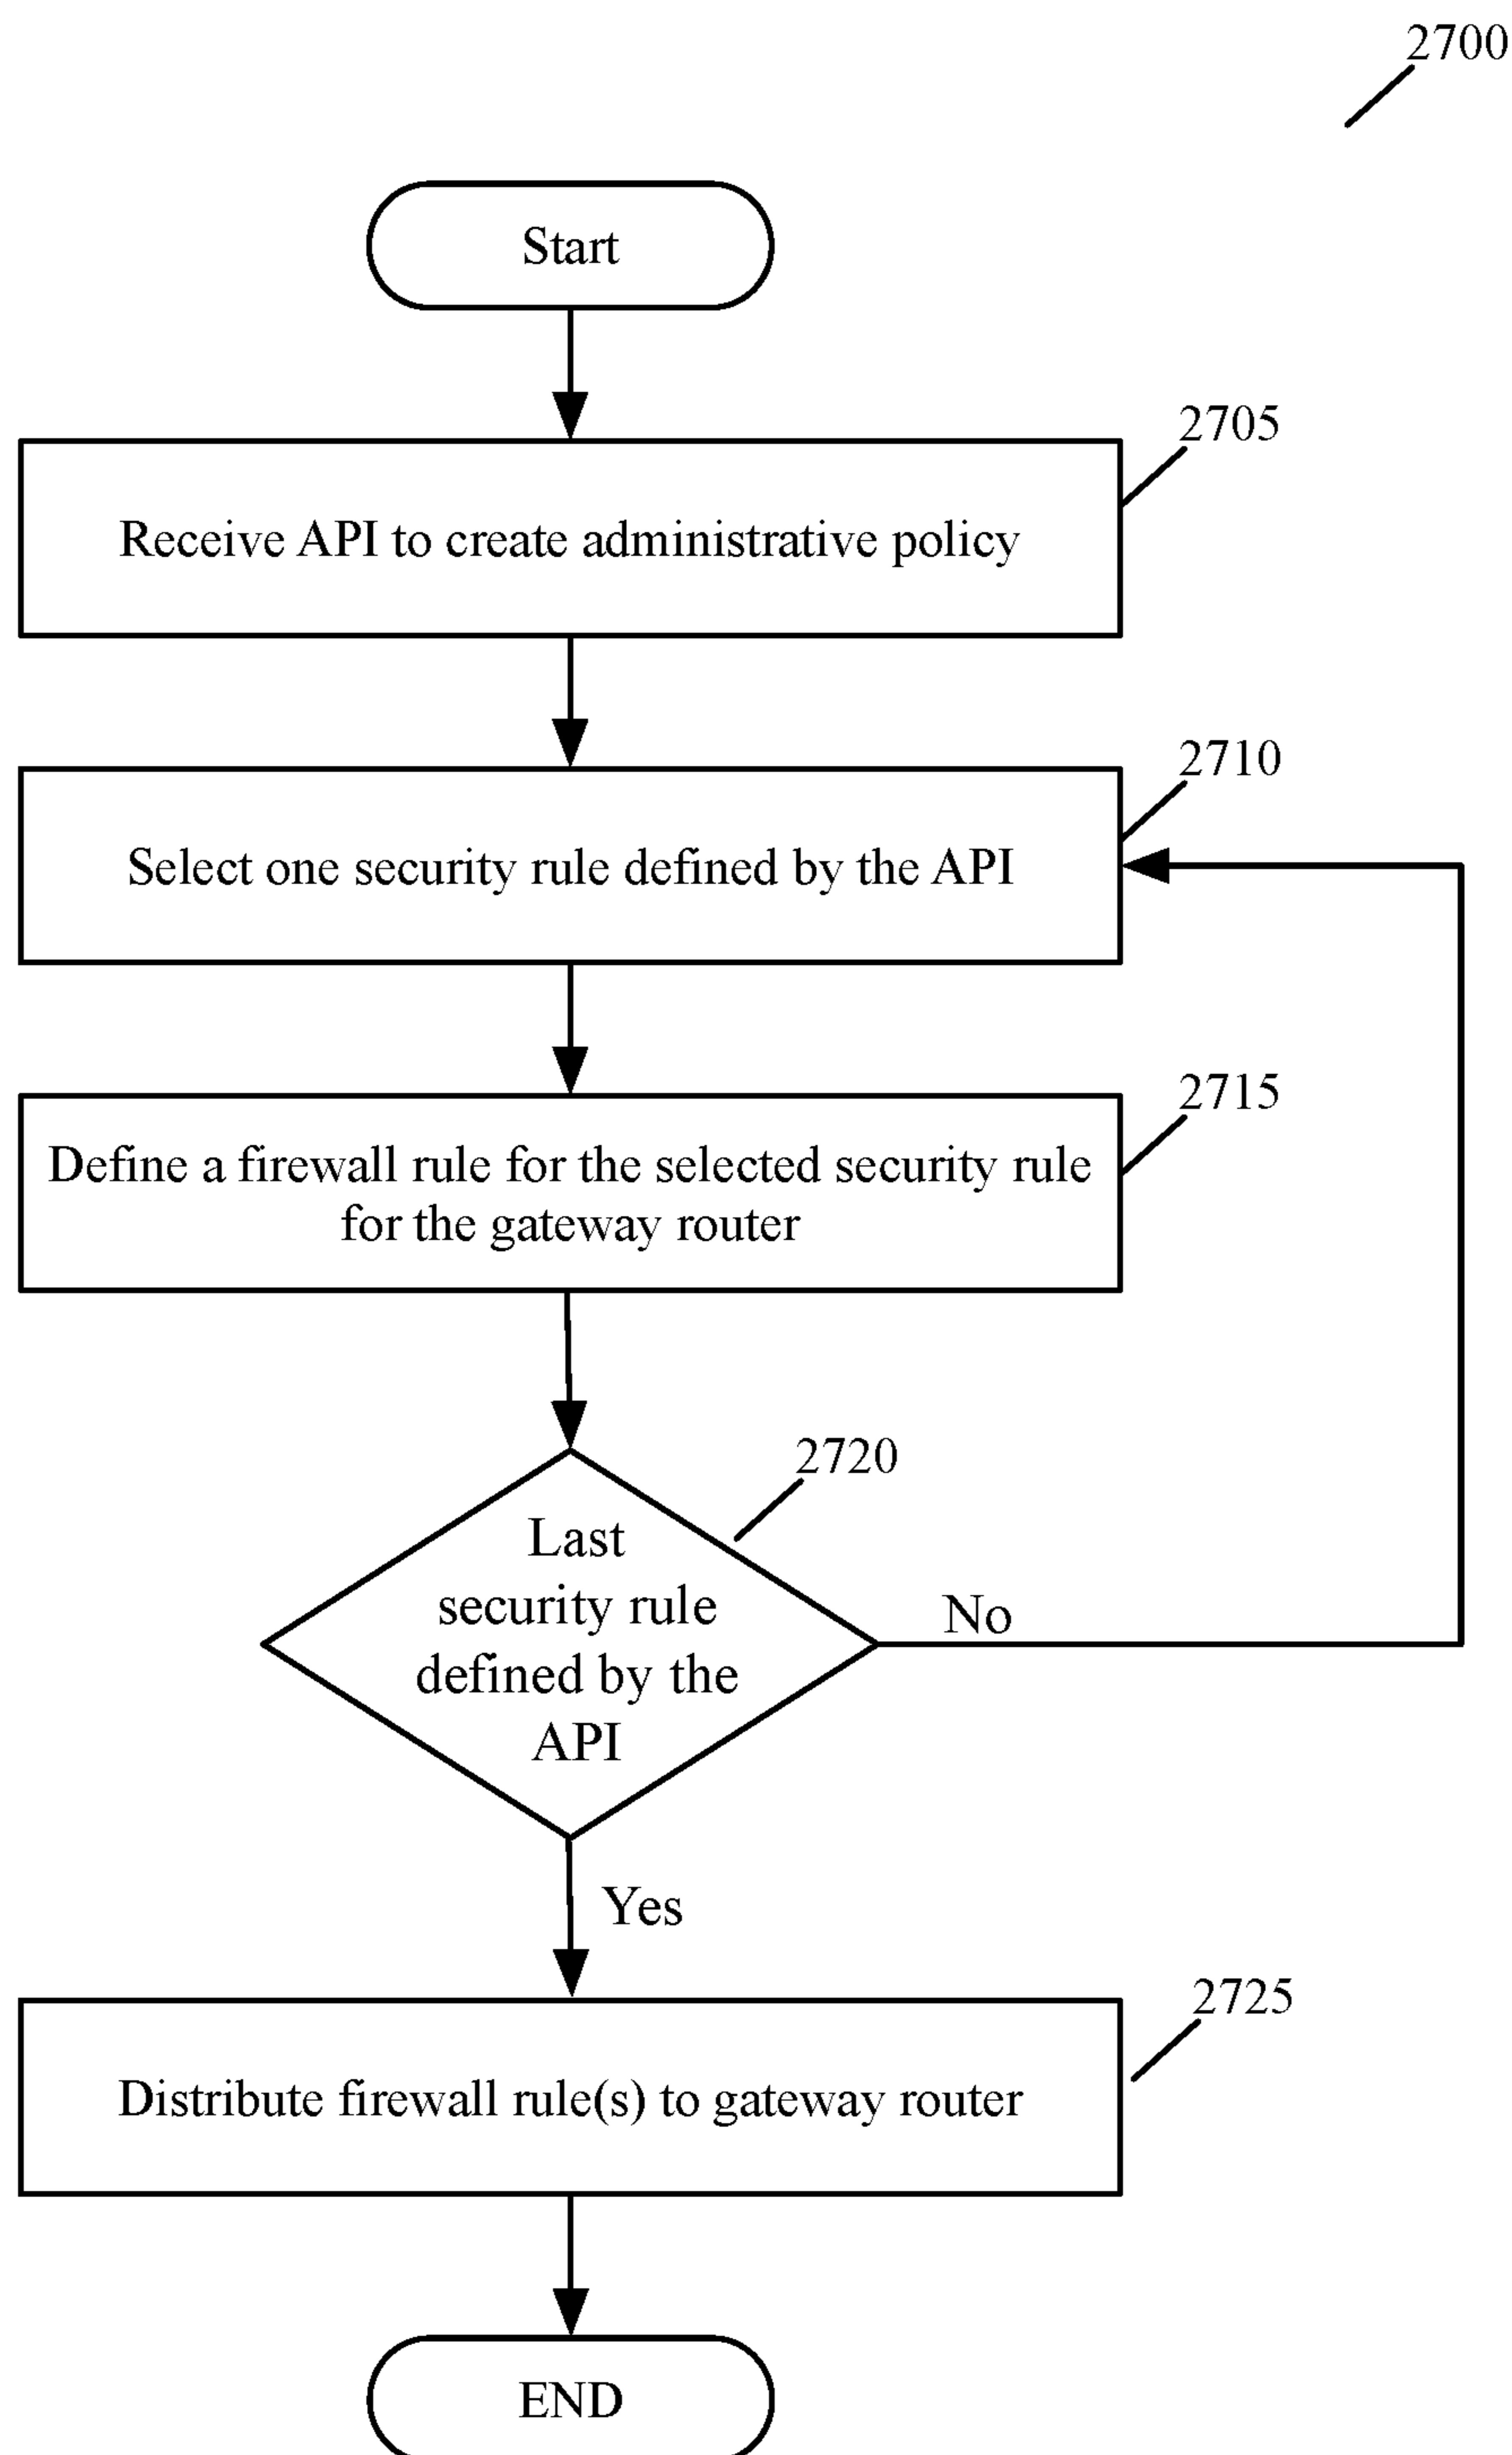 2700
Start
2705
Receive API to create administrative policy
2710
Select one security rule defined by the API
2715
Define a firewall rule for the selected security rule
for the gateway router
2720
Last
security rule
defined by the
API
No
Yes
2725
Distribute firewall rule(s) to gateway router
END